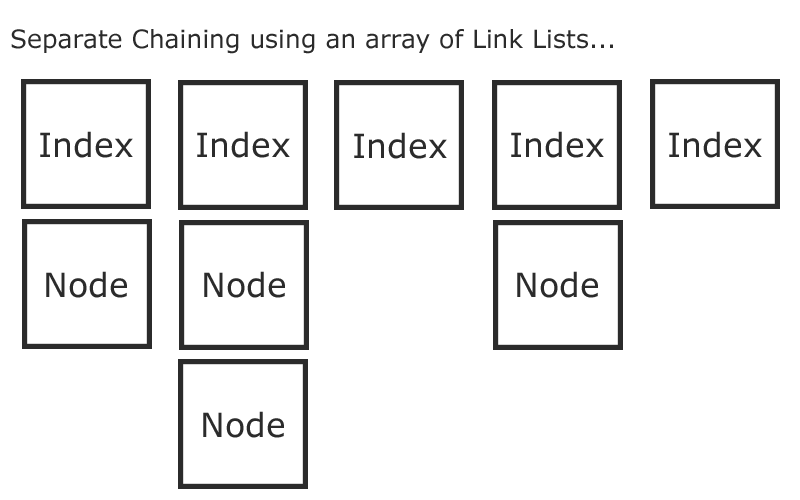 Separate Chaining using an array of Link Lists...
Index Index Index Index Index
Node Node Node
Node